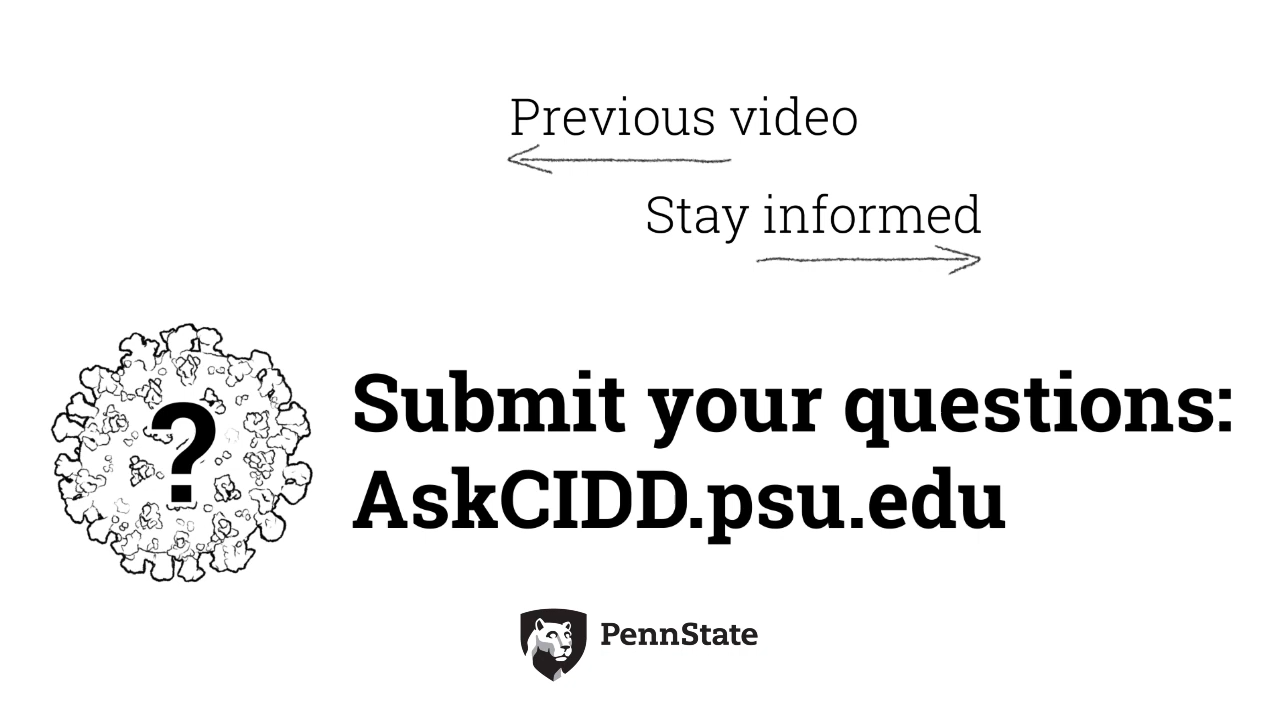 Previous video
Stay informed
?
Submit your questions:
AskCIDD.psu.edu
PennState